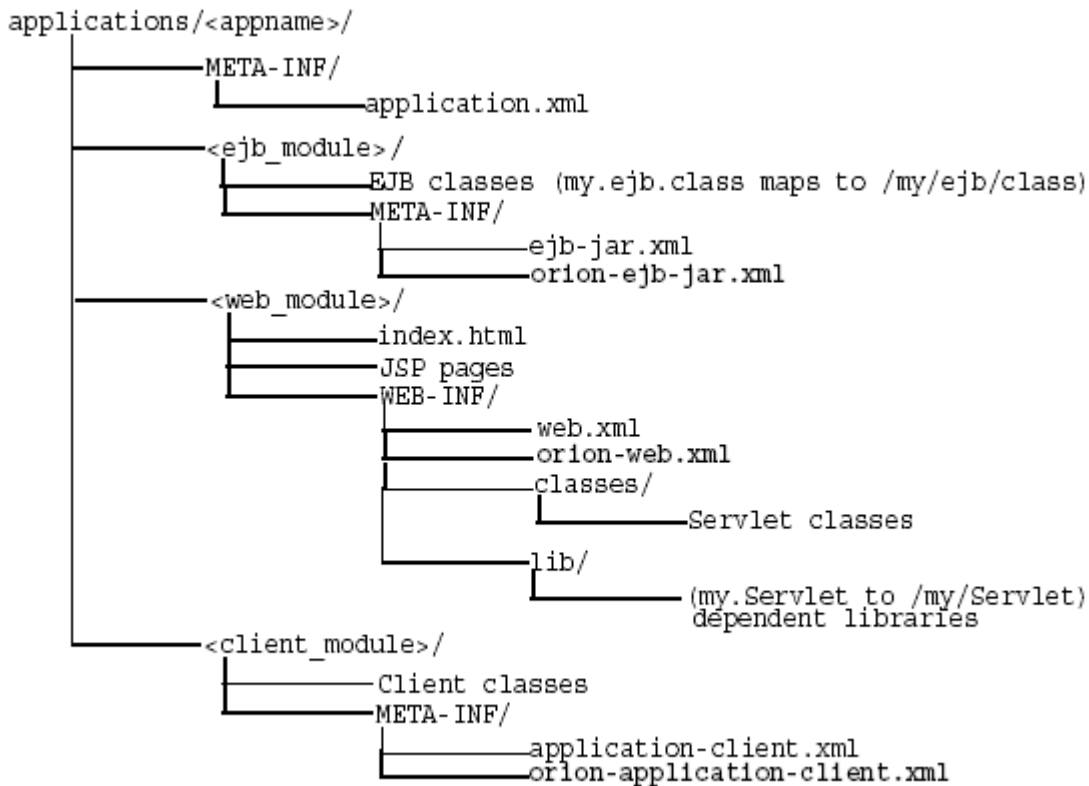 applications/<appname>/
META-INF/
application.xml
<ejb_module>/
EJB classes (my.ejb.class maps to /my/ejb/class)
META-INF/
ejb-jar.xml
orion-ejb-jar.xml
<web_module>/
index.html
JSP pages
WEB-INF/
web.xml
orion-web.xml
classes/
Servlet classes
lib/
(my.Servlet to /my/Servlet)
dependent libraries
<client_module>/
Client classes
META-INF/
application-client.xml
orion-application-client.xml